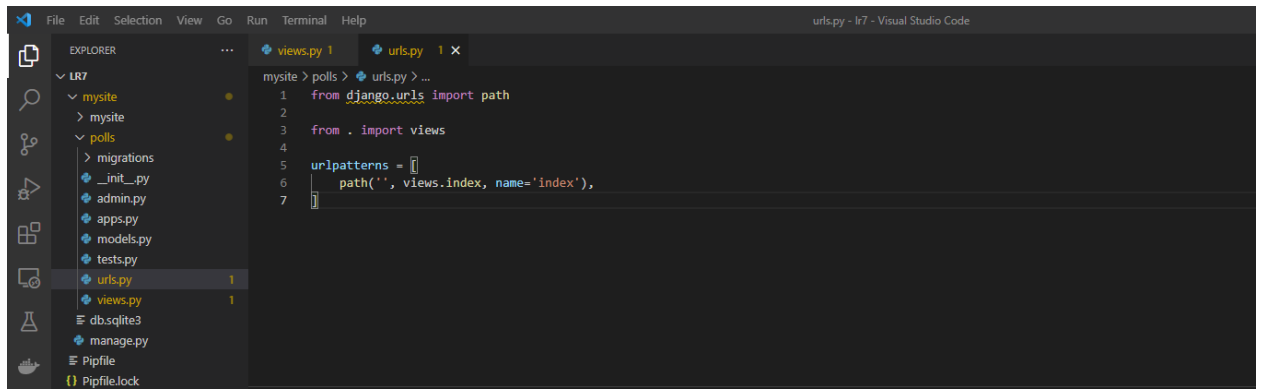 File Edit Selection View Go Run Terminal Help
urls.py - lr7 - Visual Studio Code
EXPLORER ...
LR7
mysite
mysite
polls
migrations
__init__.py
admin.py
apps.py
models.py
tests.py
urls.py 1
views.py 1
db.sqlite3
manage.py
Pipfile
{} Pipfile.lock
views.py 1
urls.py 1
mysite > polls > urls.py > ...
1 from django.urls import path
2
3 from . import views
4
5 urlpatterns = [
6     path('', views.index, name='index'),
7 ]